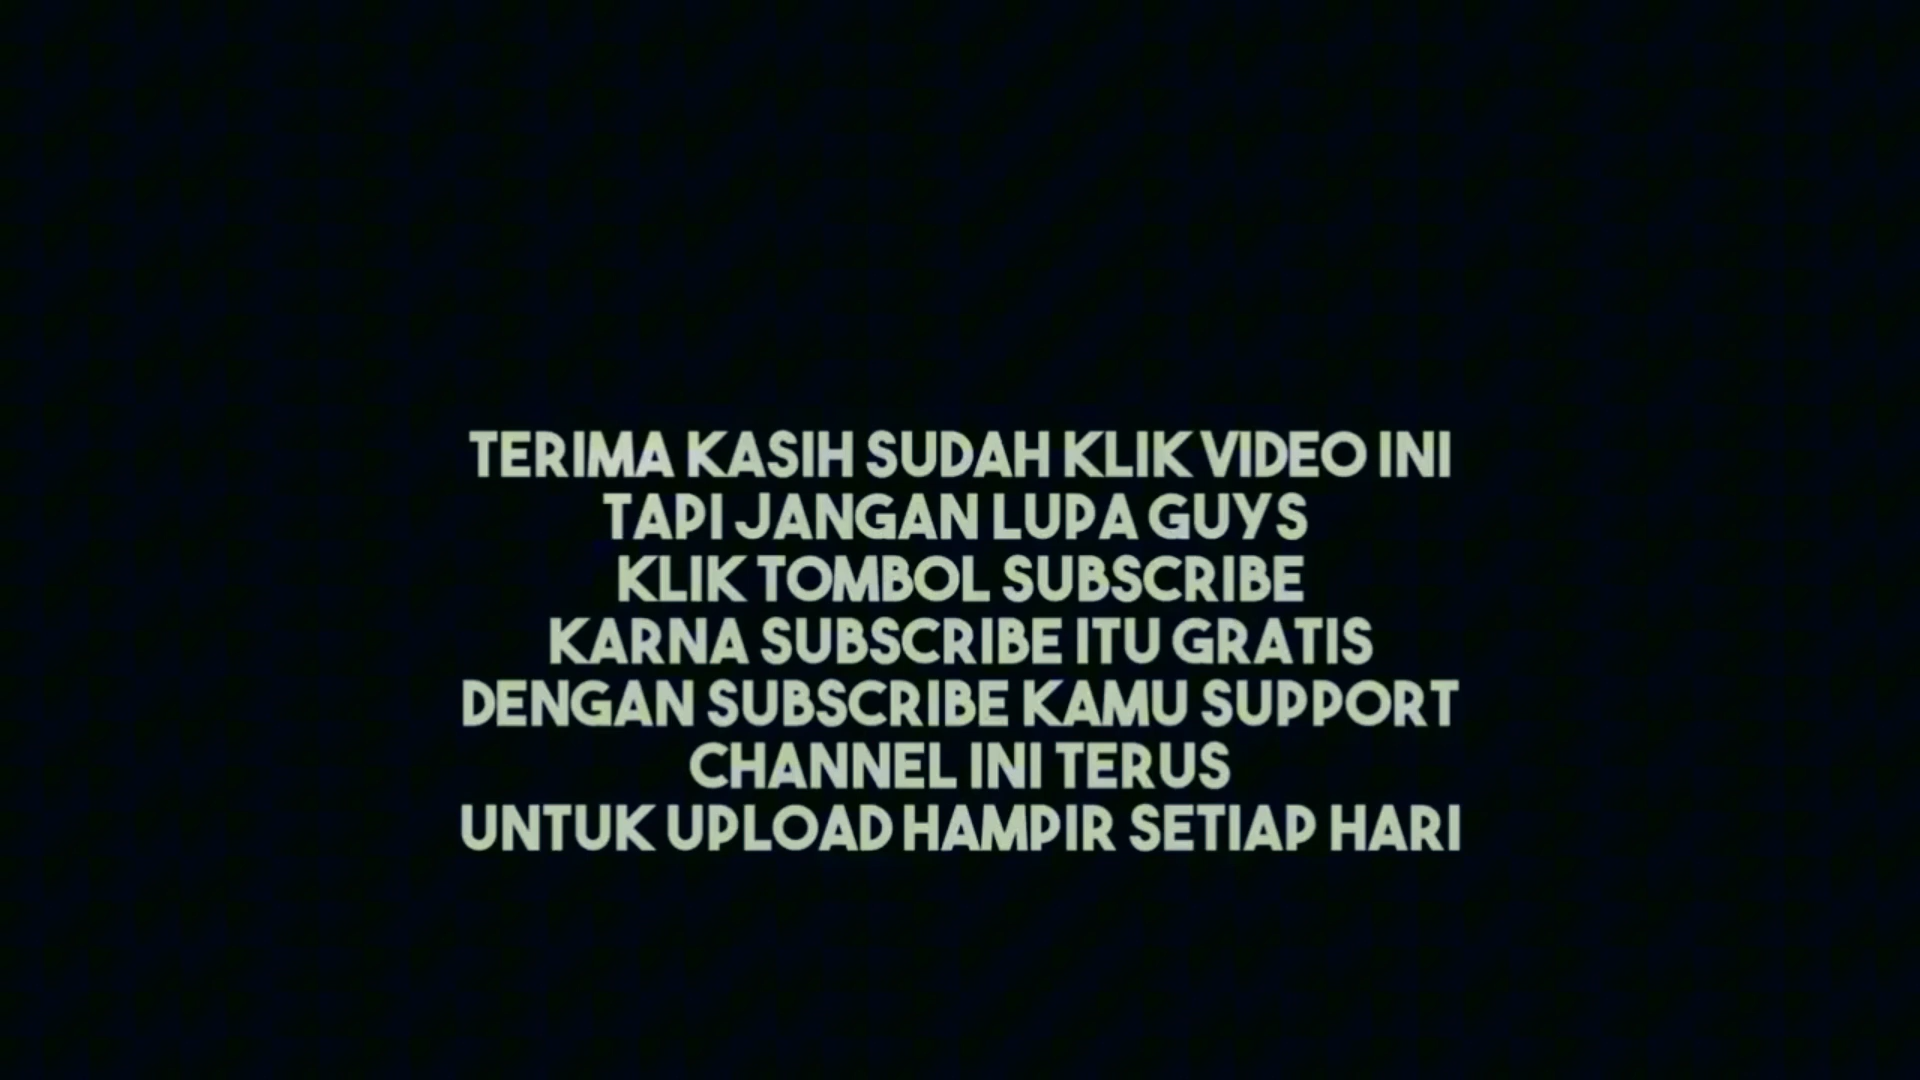 TERIMA KASIH SUDAH KLIK VIDEO INI
TAPI JANGAN LUPA GUYS
KLIK TOMBOL SUBSCRIBE
KARNA SUBSCRIBE ITU GRATIS
DENGAN SUBSCRIBE KAMU SUPPORT
CHANNEL INI TERUS
UNTUK UPLOAD HAMPIR SETIAP HARI